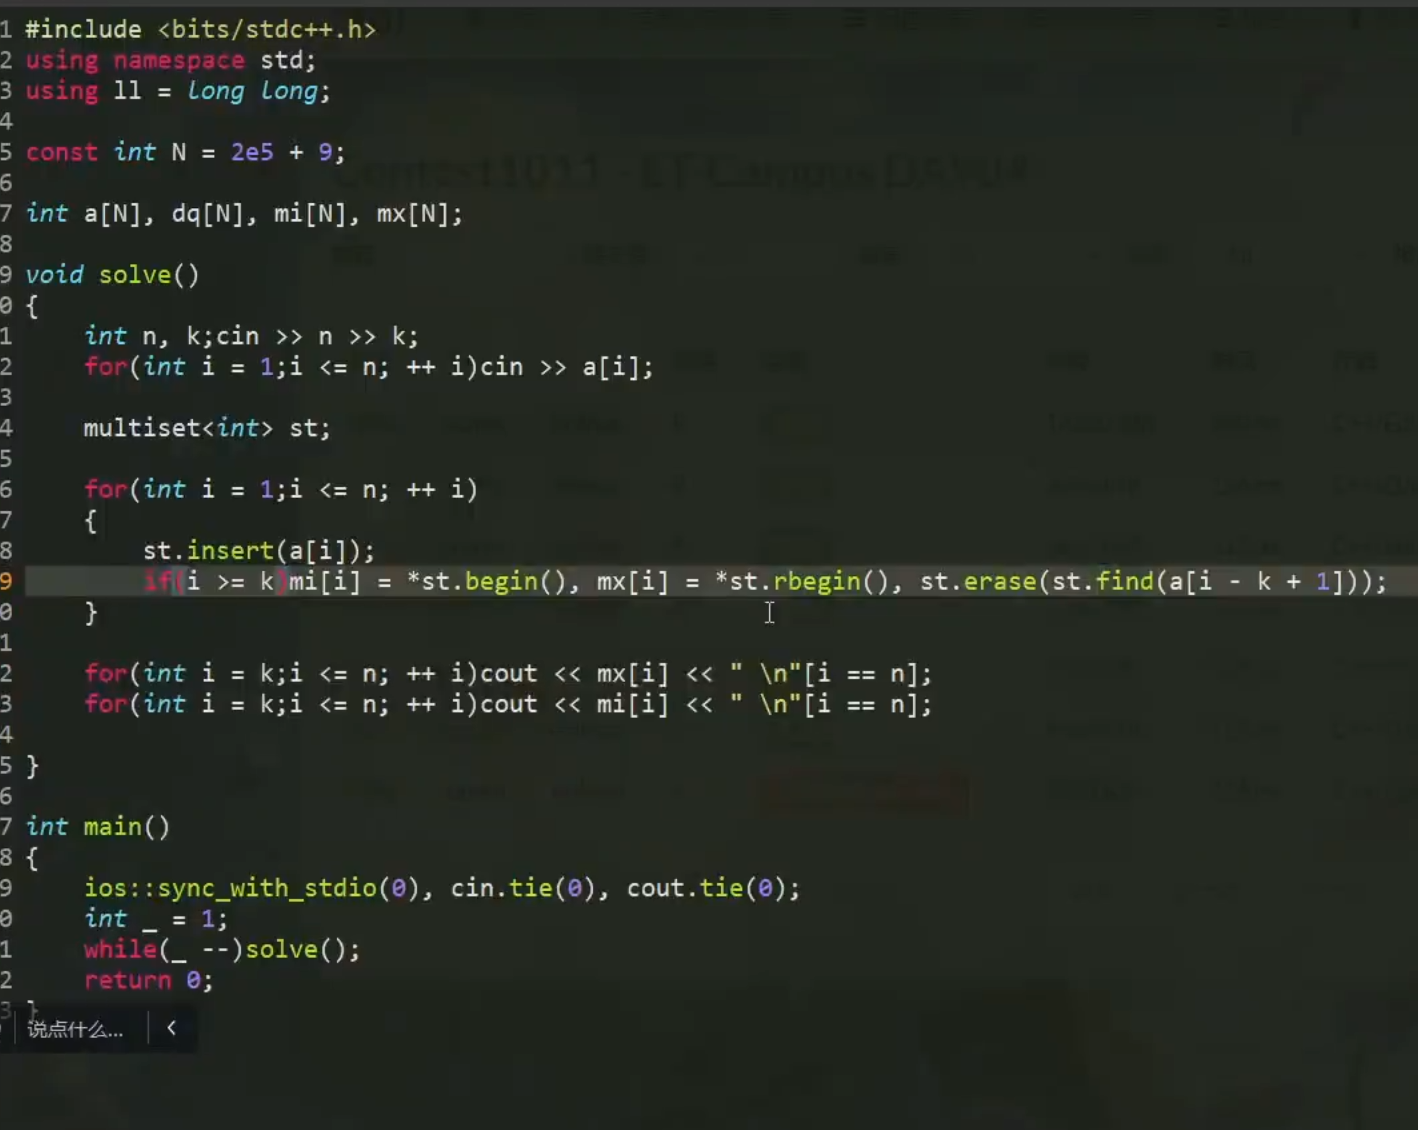 1 #include <bits/stdc++.h>
2 using namespace std;
3 using ll = long long;
4
5 const int N = 2e5 + 9;
6
7 int a[N], dq[N], mi[N], mx[N];
8
9 void solve()
0 {
1     int n, k;cin >> n >> k;
2     for(int i = 1;i <= n; ++ i)cin >> a[i];
3
4     multiset<int> st;
5
6     for(int i = 1;i <= n; ++ i)
7     {
8         st.insert(a[i]);
9         if(i >= k)mi[i] = *st.begin(), mx[i] = *st.rbegin(), st.erase(st.find(a[i - k + 1]));
0     }
1
2     for(int i = k;i <= n; ++ i)cout << mx[i] << " \n"[i == n];
3     for(int i = k;i <= n; ++ i)cout << mi[i] << " \n"[i == n];
4
5 }
6
7 int main()
8 {
9     ios::sync_with_stdio(0), cin.tie(0), cout.tie(0);
0     int _ = 1;
1     while(_ --)solve();
2     return 0;
3 }
说点什么...
Contest1011 - ET-Campus